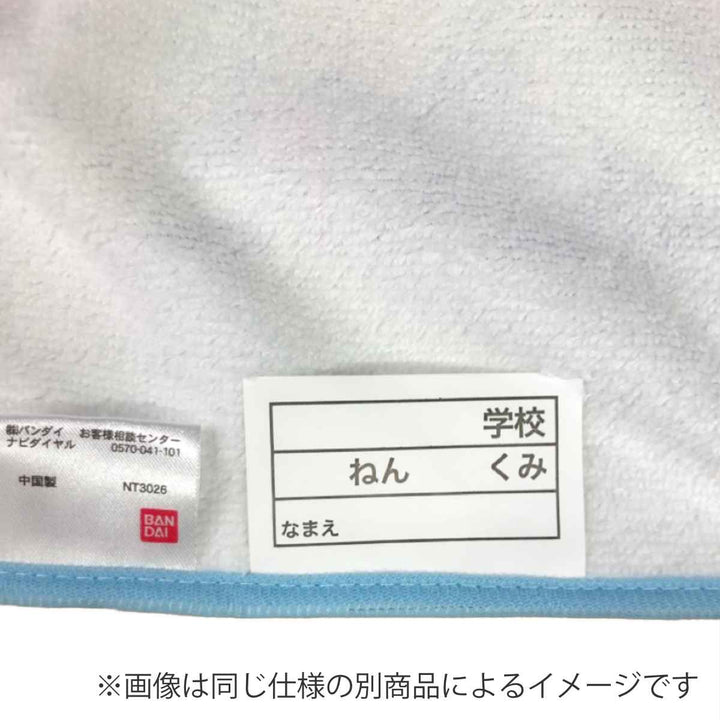 ㈱バンダイ お客様相談センター
ナビダイヤル 0570-041-101
中国製 NT3026
BAN
DAI
学校
ねん くみ
なまえ
※画像は同じ仕様の別商品によるイメージです